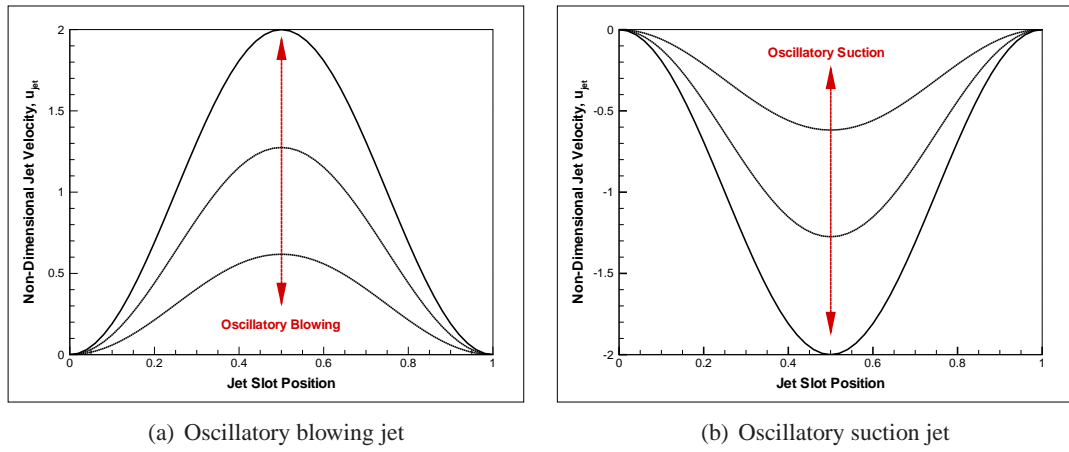 2
1.5
1
0.5
0
Non-Dimensional Jet Velocity, u_jet
Oscillatory Blowing
0 0.2 0.4 0.6 0.8 1
Jet Slot Position
(a) Oscillatory blowing jet
0
-0.5
-1
-1.5
-2
Non-Dimensional Jet Velocity, u_jet
Oscillatory Suction
0 0.2 0.4 0.6 0.8 1
Jet Slot Position
(b) Oscillatory suction jet